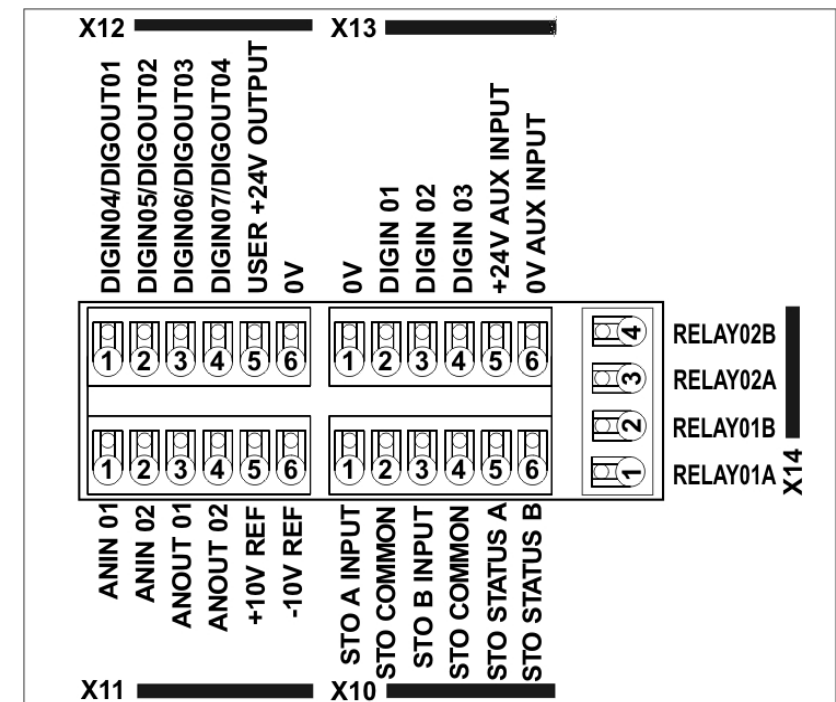 X12
X13
DIGIN04/DIGOUT01
DIGIN05/DIGOUT02
DIGIN06/DIGOUT03
DIGIN07/DIGOUT04
USER +24V OUTPUT
0V
0V
DIGIN 01
DIGIN 02
DIGIN 03
+24V AUX INPUT
0V AUX INPUT
1 2 3 4 5 6
1 2 3 4 5 6
4 RELAY02B
3 RELAY02A
2 RELAY01B
1 RELAY01A
X14
1 2 3 4 5 6
1 2 3 4 5 6
ANIN 01
ANIN 02
ANOUT 01
ANOUT 02
+10V REF
-10V REF
STO A INPUT
STO COMMON
STO B INPUT
STO COMMON
STO STATUS A
STO STATUS B
X11
X10